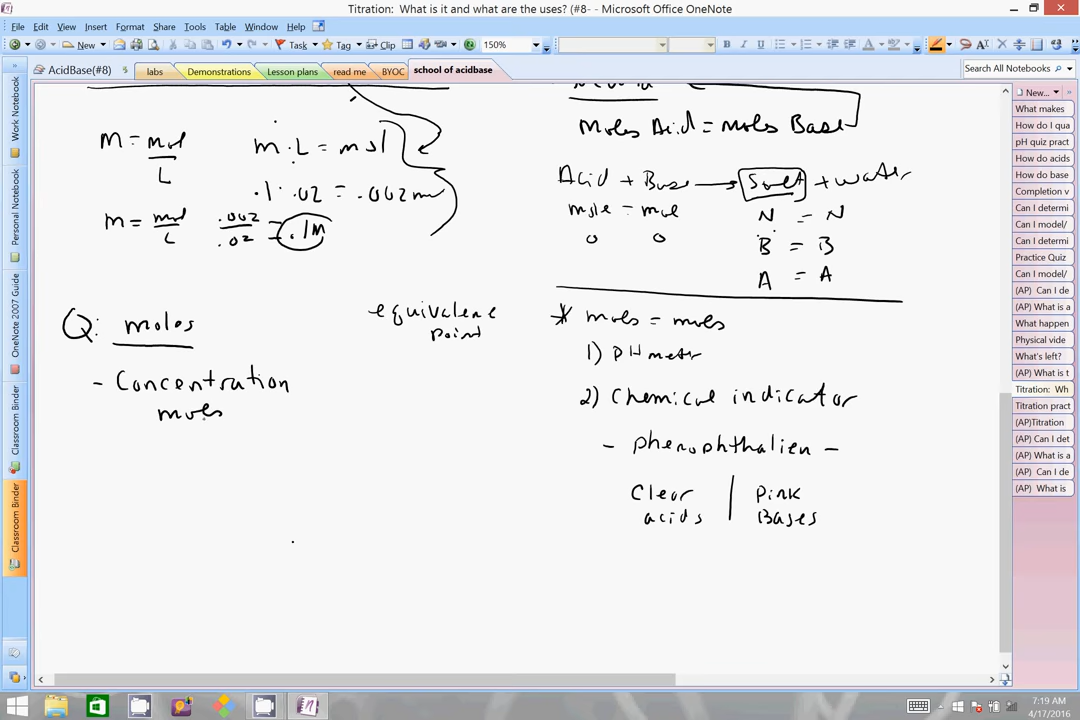 Titration: What is it and what are the uses? (#8- - Microsoft Office OneNote
File Edit View Insert Format Share Tools Table Window Help
New Task Tag Clip 150%
AcidBase(#8) labs Demonstrations Lesson plans read me BYOC school of acidbase
Search All Notebooks
Work Notebook
Personal Notebook
OneNote 2007 Guide
Classroom Binder
Classroom Binder
M = mol
L
M · L = mol
.1 · .02 = .002 mol
M = mol
L
.002
.02
= .1M
Q: moles
equivalence
point
- Concentration
moles
Moles Acid = moles Base
Acid + Base → Salt + water
mole = mol
N = N
B = B
A = A
* mols = mols
1) PH metr
2) Chemical indicator
- phenophthalien -
Clear | Pink
acids | Bases
New...
What makes
How do I qua
pH quiz pract
How do acids
How do base
Completion v
Can I determi
Can I model/
Can I determi
Practice Quiz
Can I model/
(AP) Can I de
(AP) What is a
What happen
Physical vide
What's left?
(AP) What is t
Titration: Wh
Titration pract
(AP)Titration
(AP) Can I det
(AP) What is a
(AP) Can I de
(AP) What is
7:19 AM
4/17/2016